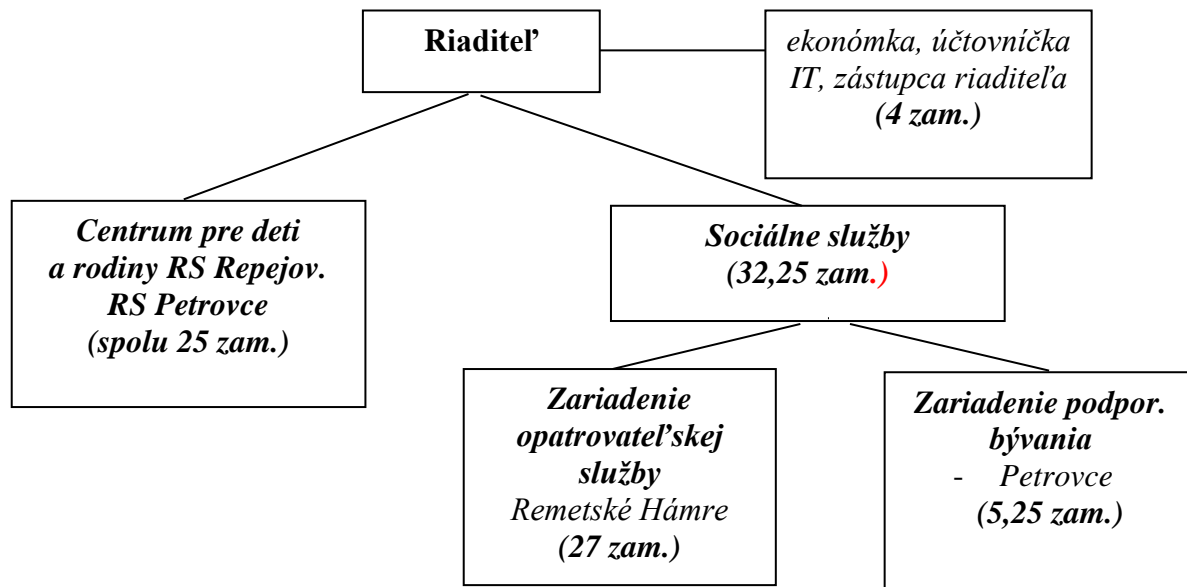 Riaditeľ
ekonómka, účtovníčka
IT, zástupca riaditeľa
(4 zam.)
Centrum pre deti
a rodiny RS Repejov.
RS Petrovce
(spolu 25 zam.)
Sociálne služby
(32,25 zam.)
Zariadenie
opatrovateľskej
služby
Remetské Hámre
(27 zam.)
Zariadenie podpor.
bývania
- Petrovce
(5,25 zam.)